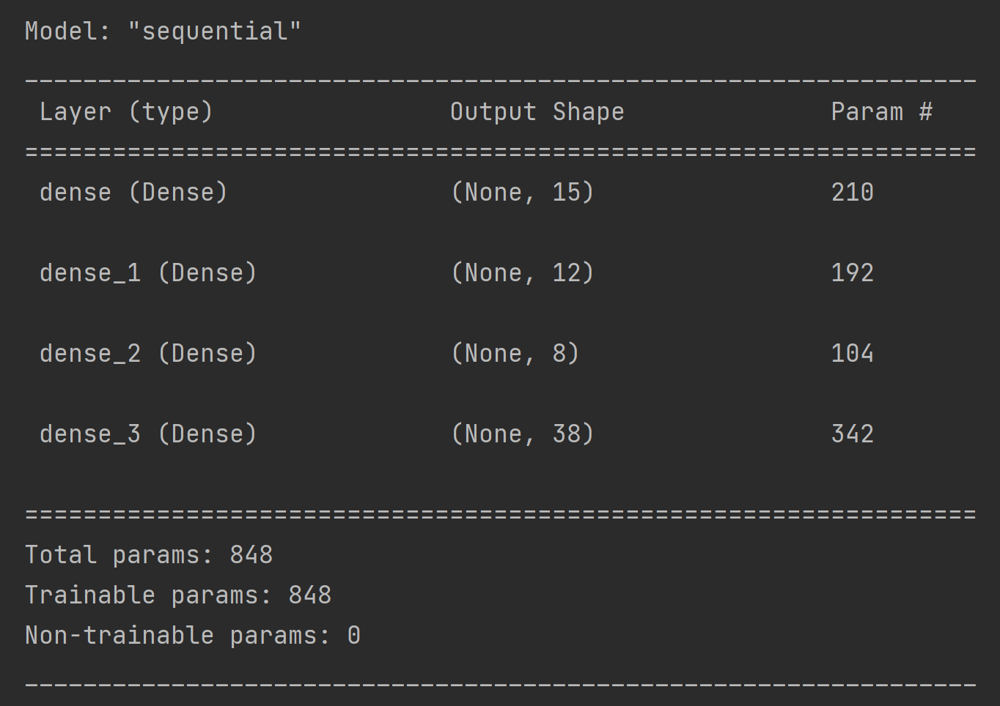 Model: "sequential"
_________________________________________________________________
Layer (type)                Output Shape              Param #
=================================================================
dense (Dense)               (None, 15)                210
dense_1 (Dense)             (None, 12)                192
dense_2 (Dense)             (None, 8)                 104
dense_3 (Dense)             (None, 38)                342
=================================================================
Total params: 848
Trainable params: 848
Non-trainable params: 0
_________________________________________________________________